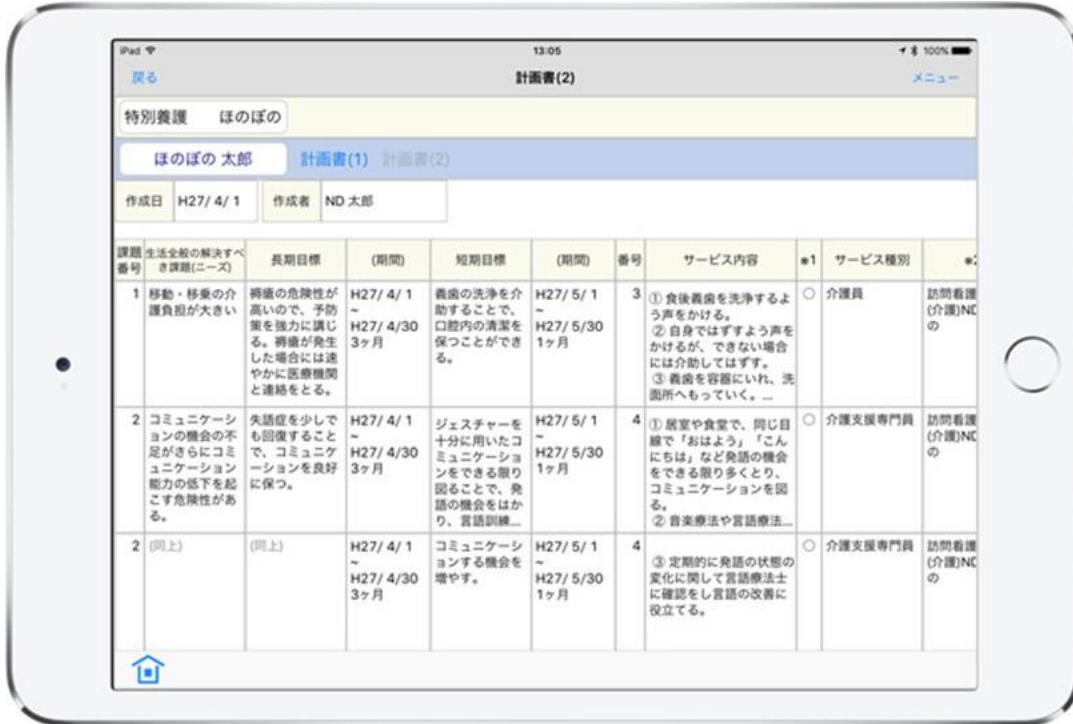 iPad 13:05 100%
戻る 計画書(2) メニュー
特別養護 ほのぼの
ほのぼの 太郎 計画書(1) 計画書(2)
作成日 H27/ 4/ 1 作成者 ND 太郎
課題番号 生活全般の解決すべき課題(ニーズ) 長期目標 (期間) 短期目標 (期間) 番号 サービス内容 ※1 サービス種別 ※2
1
移動・移乗の介
護負担が大きい
褥瘡の危険性が
高いので、予防
策を強力に講じ
る。褥瘡が発生
した場合には速
やかに医療機関
と連絡をとる。
H27/ 4/ 1
~
H27/ 4/30
3ヶ月
義歯の洗浄を介
助することで、
口腔内の清潔を
保つことができ
る。
H27/ 5/ 1
~
H27/ 5/30
1ヶ月
3
① 食後義歯を洗浄するよ
う声をかける。
② 自身ではずすよう声を
かけるが、できない場合
には介助してはずす。
③ 義歯を容器にいれ、洗
面所へもっていく。...
○
介護員
訪問看護
(介護)ND
の
2
コミュニケーシ
ョンの機会の不
足がさらにコミ
ュニケーション
能力の低下を起
こす危険性があ
る。
失語症を少しで
も回復すること
で、コミュニケ
ーションを良好
に保つ。
H27/ 4/ 1
~
H27/ 4/30
3ヶ月
ジェスチャーを
十分に用いたコ
ミュニケーショ
ンをできる限り
図ることで、発
語の機会をはか
り、言語訓練...
H27/ 5/ 1
~
H27/ 5/30
1ヶ月
4
① 居室や食堂で、同じ目
線で「おはよう」「こん
にちは」など発語の機会
をできる限り多くとり、
コミュニケーションを図
る。
② 音楽療法や言語療法...
○
介護支援専門員
訪問看護
(介護)ND
の
2
(同上)
(同上)
H27/ 4/ 1
~
H27/ 4/30
3ヶ月
コミュニケーシ
ョンする機会を
増やす。
H27/ 5/ 1
~
H27/ 5/30
1ヶ月
4
③ 定期的に発語の状態の
変化に関して言語療法士
に確認をし言語の改善に
役立てる。
○
介護支援専門員
訪問看護
(介護)ND
の